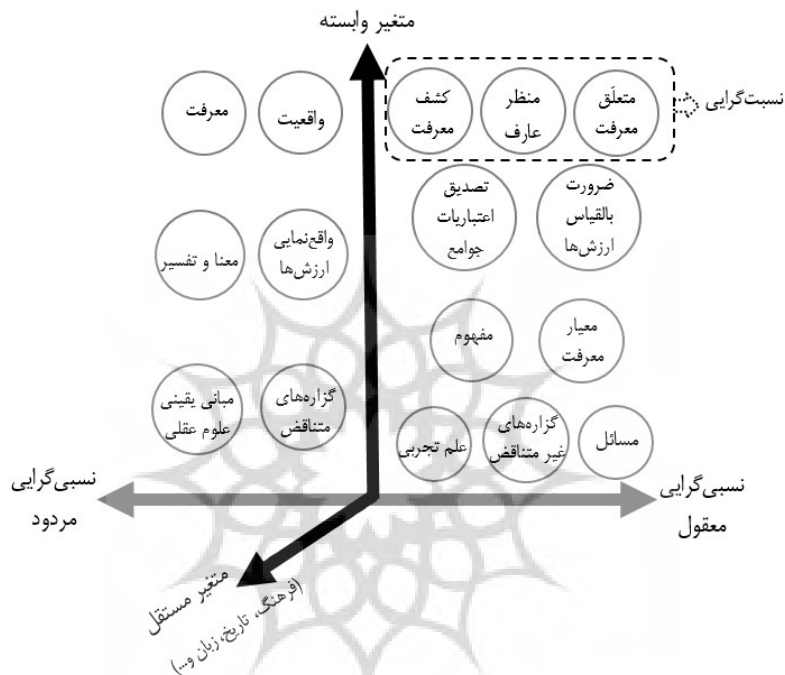 متغیر وابسته
متعلَّق
معرفت
منظر
عارف
کشف
معرفت
نسبت‌گرایی
واقعیت
معرفت
ضرورت
بالقیاس
ارزش‌ها
تصدیق
اعتباریات
جوامع
واقع‌نمایی
ارزش‌ها
معنا و تفسیر
معیار
معرفت
مفهوم
مسائل
گزاره‌های
غیر متناقض
علم تجربی
گزاره‌های
متناقض
مبانی یقینی
علوم عقلی
نسبی‌گرایی
معقول
نسبی‌گرایی
مردود
متغیر مستقل
(فرهنگ، تاریخ، زبان و...)